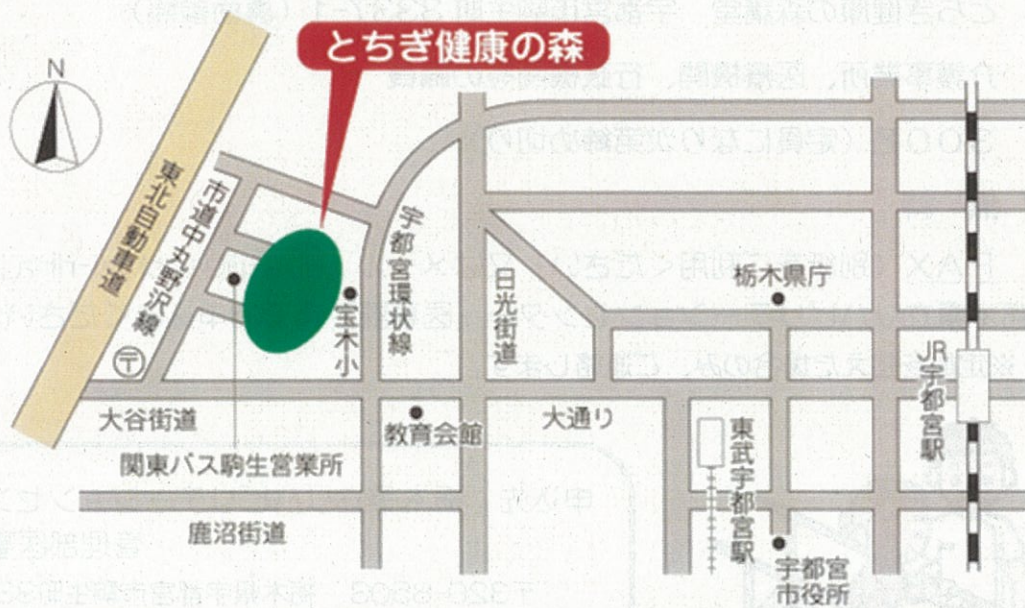 とちぎ健康の森
N
東北自動車道
市道中丸野沢線
宇都宮環状線
日光街道
栃木県庁
宝木小
〒
JR宇都宮駅
大谷街道
教育会館
大通り
東武宇都宮駅
関東バス駒生営業所
鹿沼街道
宇都宮
市役所